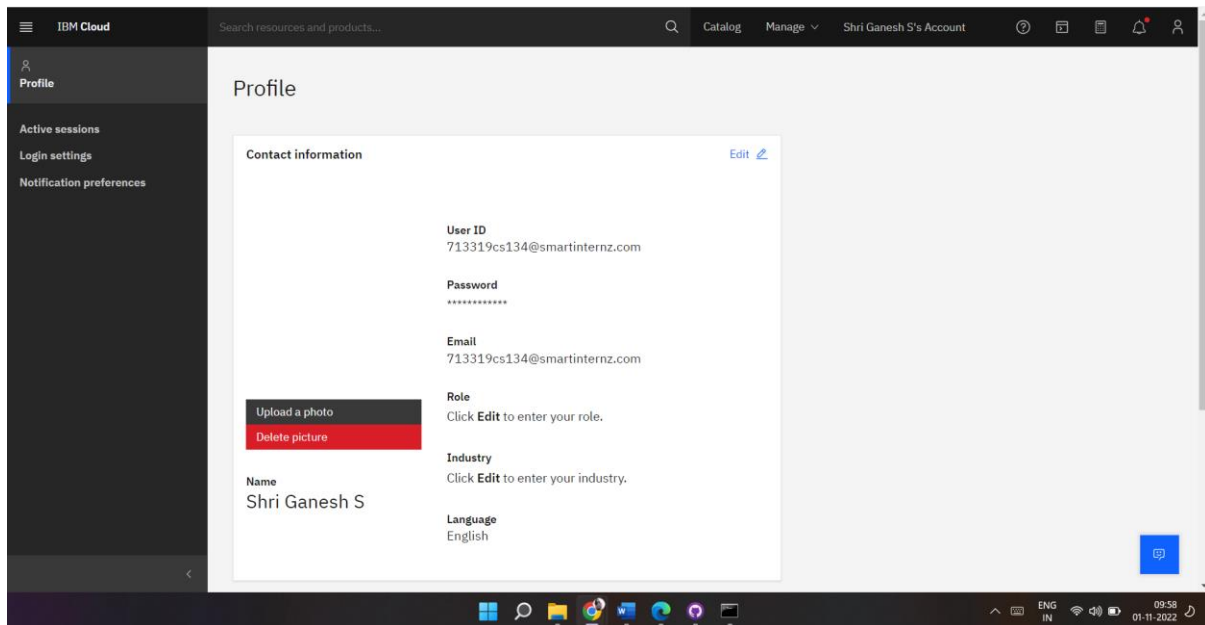 IBM Cloud
Search resources and products...
Catalog
Manage
Shri Ganesh S's Account
Profile
Active sessions
Login settings
Notification preferences
Profile
Contact information
Edit
User ID
713319cs134@smartinternz.com
Password
************
Email
713319cs134@smartinternz.com
Role
Click Edit to enter your role.
Industry
Click Edit to enter your industry.
Language
English
Upload a photo
Delete picture
Name
Shri Ganesh S
ENG
IN
09:58
01-11-2022